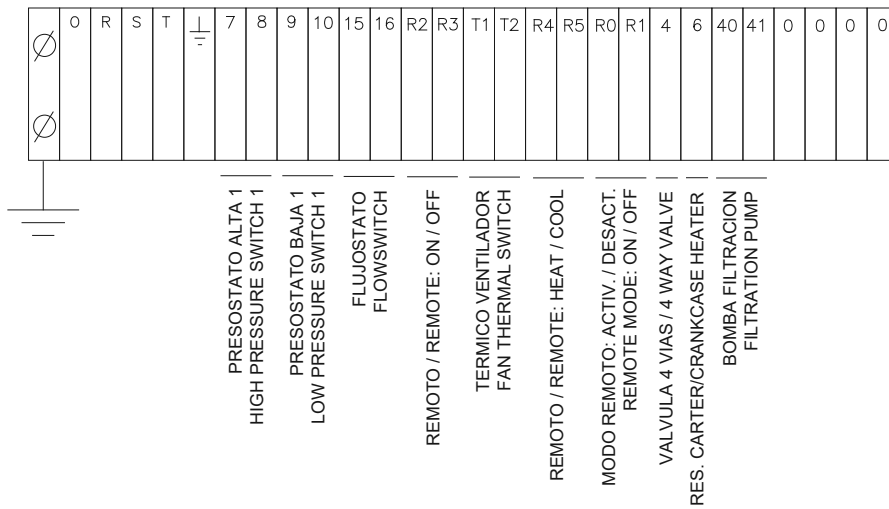 0 R S T 7 8 9 10 15 16 R2 R3 T1 T2 R4 R5 R0 R1 4 6 40 41 0 0 0 0
PRESOSTATO ALTA 1
HIGH PRESSURE SWITCH 1
PRESOSTATO BAJA 1
LOW PRESSURE SWITCH 1
FLUJOSTATO
FLOWSWITCH
REMOTO / REMOTE: ON / OFF
TERMICO VENTILADOR
FAN THERMAL SWITCH
REMOTO / REMOTE: HEAT / COOL
MODO REMOTO: ACTIV. / DESACT.
REMOTE MODE: ON / OFF
VALVULA 4 VIAS / 4 WAY VALVE
RES. CARTER/CRANKCASE HEATER
BOMBA FILTRACION
FILTRATION PUMP